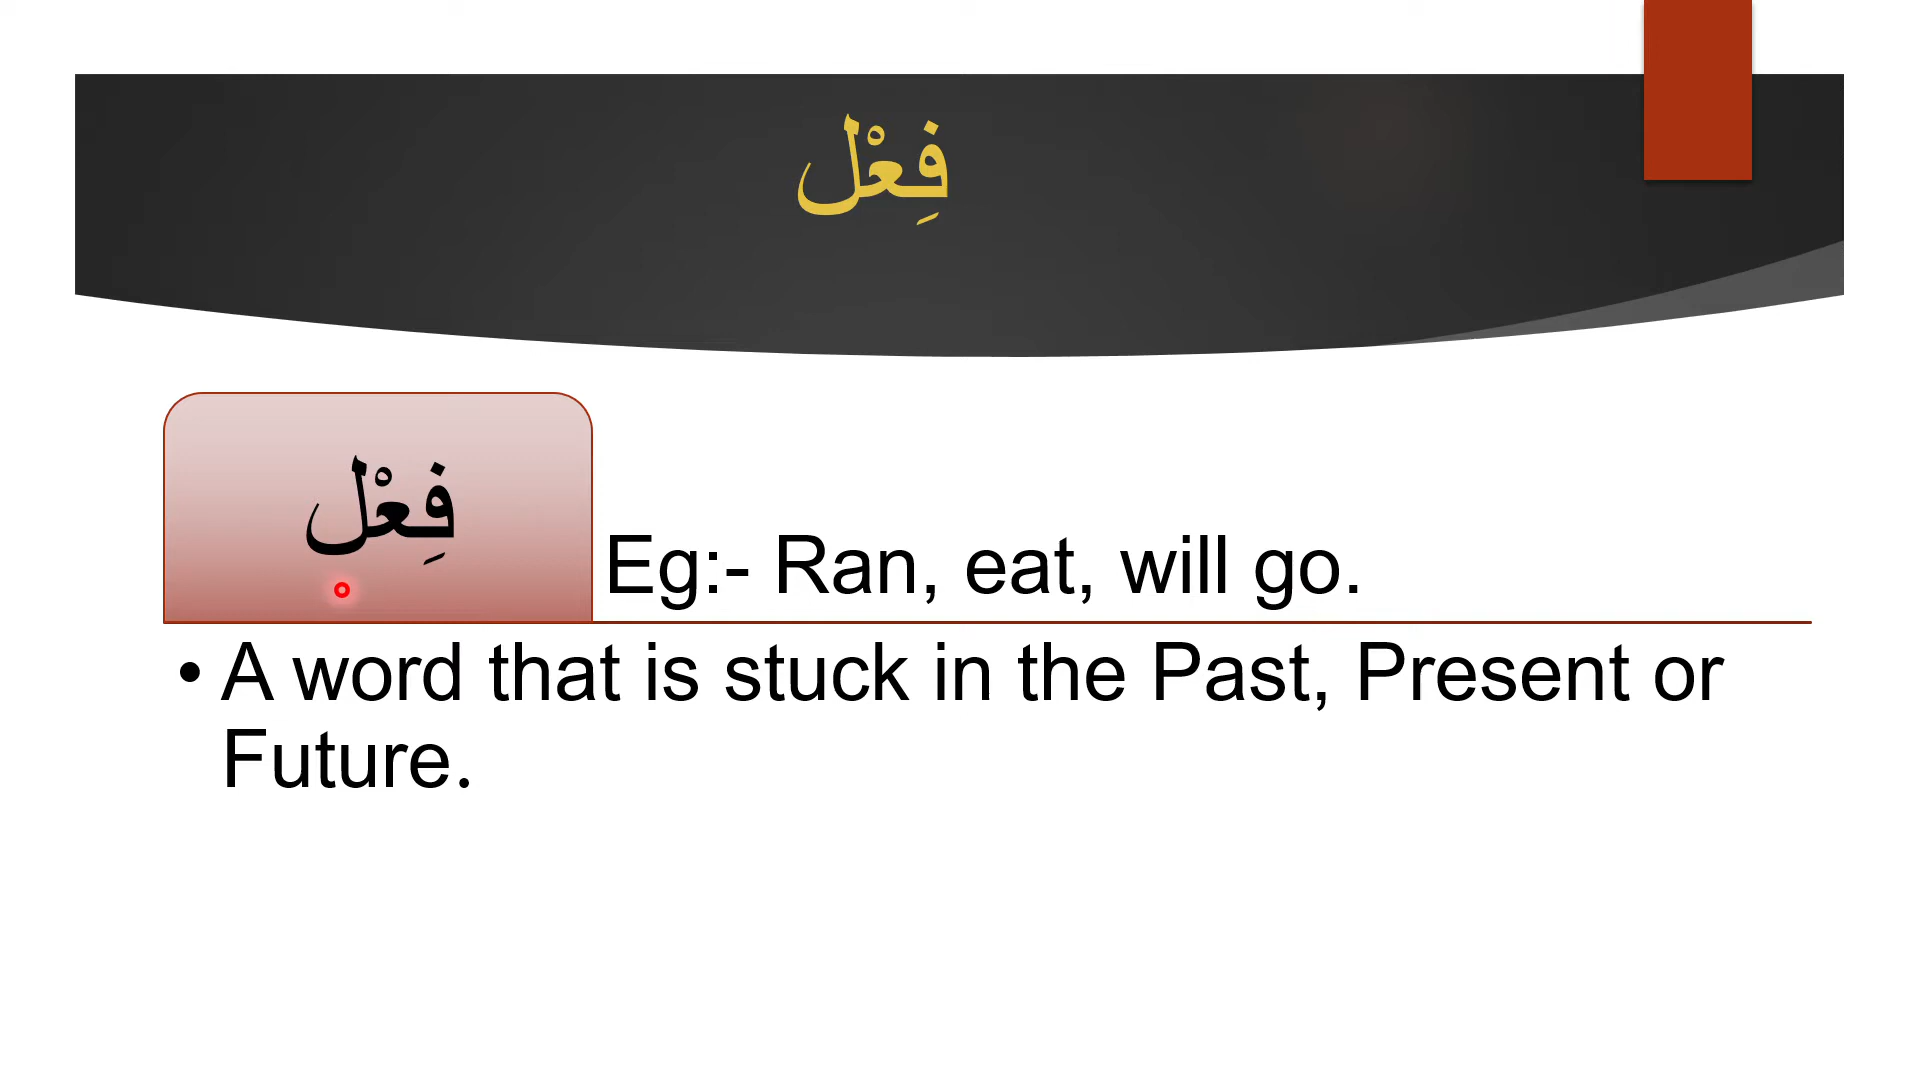 فِعْل
فِعْل
Eg:- Ran, eat, will go.
• A word that is stuck in the Past, Present or
Future.